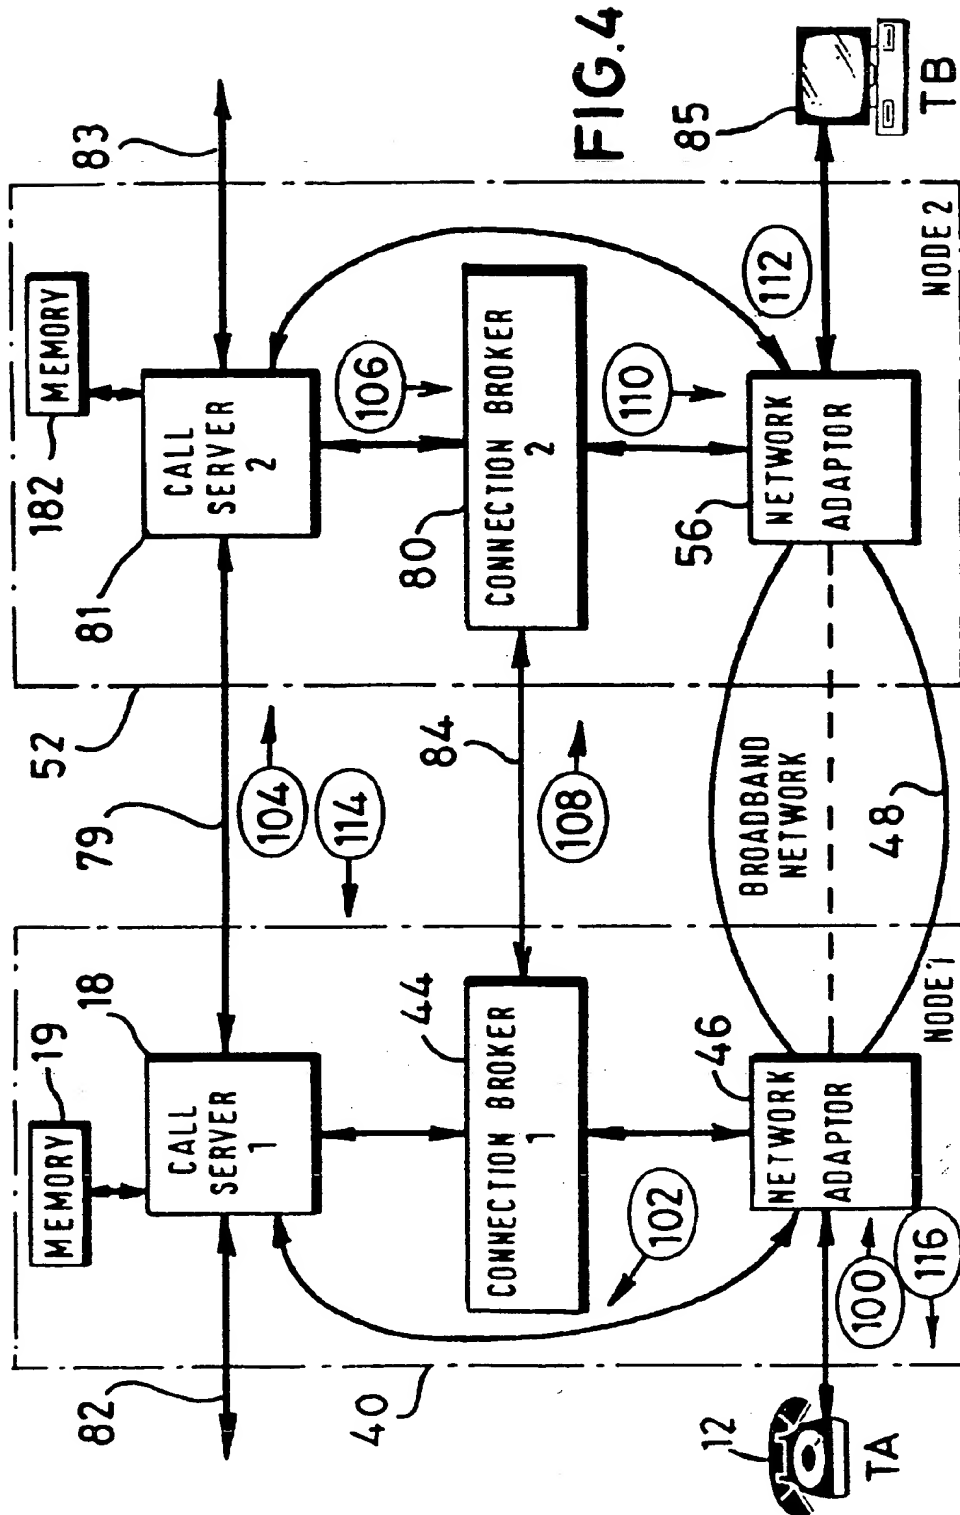 FIG.4
82
19
MEMORY
18
CALL
SERVER
1
79
52
81
182
MEMORY
CALL
SERVER
2
83
40
44
CONNECTION BROKER
1
102
104
114
84
108
106
80
CONNECTION BROKER
2
110
12
TA
100
116
46
NETWORK
ADAPTOR
NODE 1
BROADBAND
NETWORK
48
56
NETWORK
ADAPTOR
112
NODE 2
85
TB